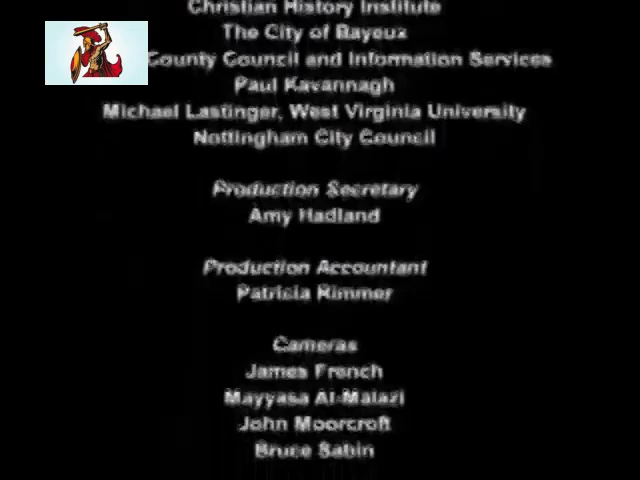 Christian History Institute
The City of Bayeux
County Council and Information Services
Paul Kavannagh
Michael Lastinger, West Virginia University
Nottingham City Council
Production Secretary
Amy Hadland
Production Accountant
Patricia Rimmer
Cameras
James French
Mayyasa Al-Malazi
John Moorcroft
Bruce Sabin